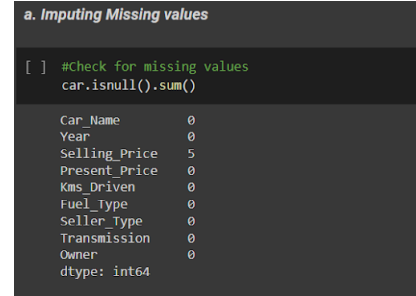 a. Imputing Missing values
[ ] #Check for missing values
car.isnull().sum()
Car_Name 0
Year 0
Selling_Price 5
Present_Price 0
Kms_Driven 0
Fuel_Type 0
Seller_Type 0
Transmission 0
Owner 0
dtype: int64